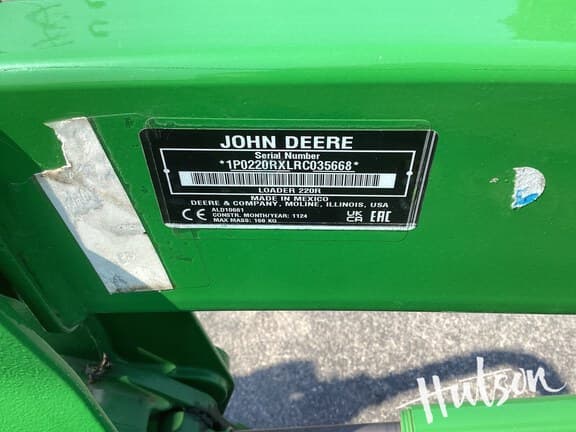 JOHN DEERE
Serial Number
*1P0220RXLRC035668*
LOADER 220R
MADE IN MEXICO
DEERE & COMPANY, MOLINE, ILLINOIS, USA
CE ALD10661
CONSTR. MONTH/YEAR: 1124
MAX MASS: 160 KG
UK CA EAC
Hutson